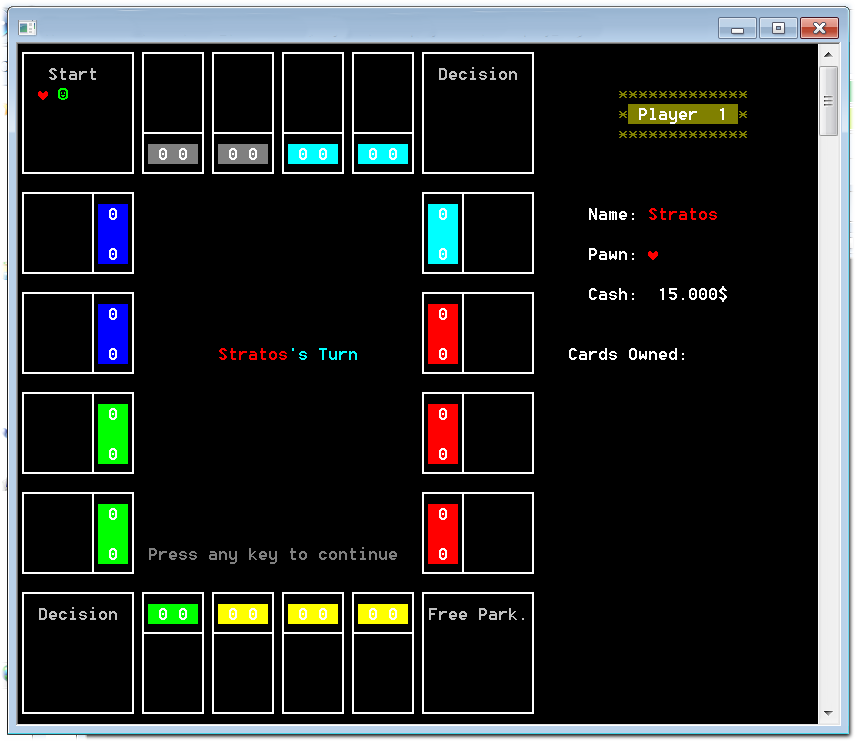 Start
Decision
*************
* Player 1 *
*************
0 0
0 0
0 0
0 0
0
0
0
0
Name: Stratos
Pawn: ♥
Cash: 15.000$
0
0
0
0
Stratos's Turn
Cards Owned:
0
0
0
0
0
0
0
0
Press any key to continue
Decision
0 0
0 0
0 0
0 0
Free Park.